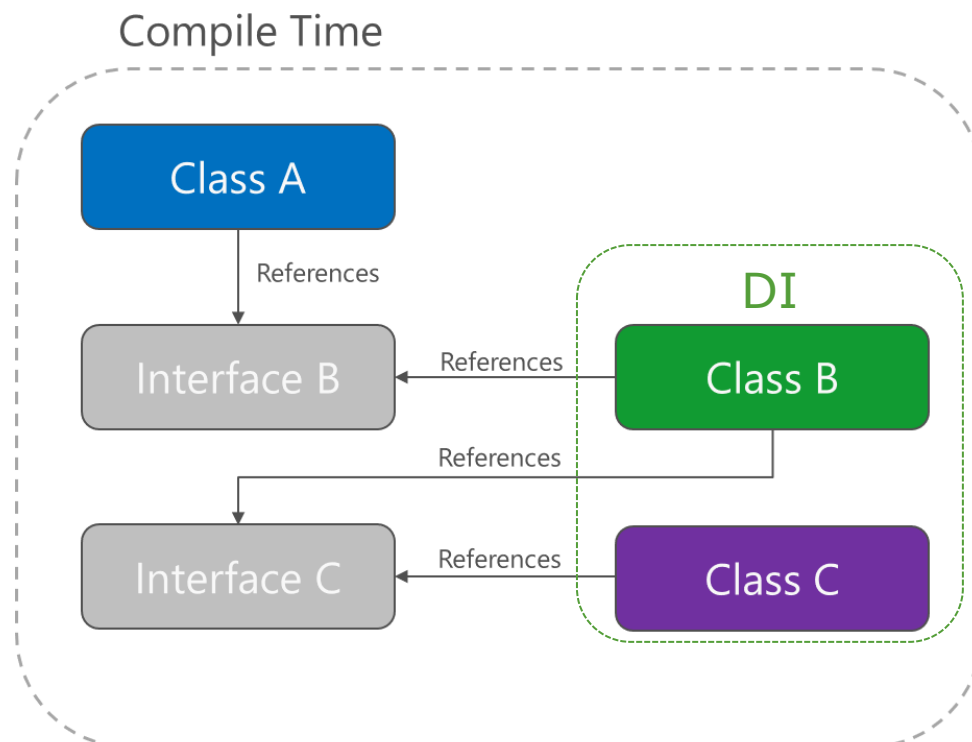 Compile Time
Class A
References
DI
Interface B
References
Class B
References
Interface C
References
Class C